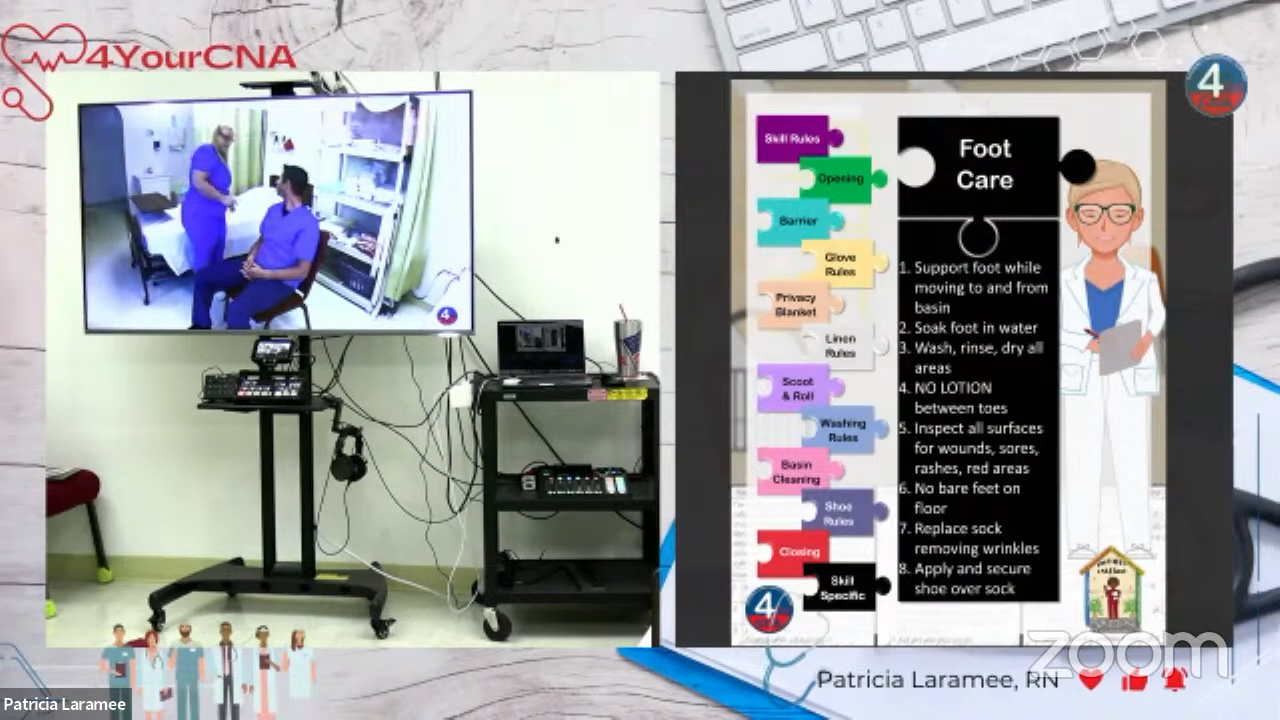 4YourCNA
4
Skill Rules
Opening
Barrier
Glove
Rules
Privacy
Blanket
Linen
Rules
Scoot
& Roll
Washing
Rules
Basin
Cleaning
Shoe
Rules
Closing
Skill
Specific
4
Foot
Care
1. Support foot while
moving to and from
basin
2. Soak foot in water
3. Wash, rinse, dry all
areas
4. NO LOTION
between toes
5. Inspect all surfaces
for wounds, sores,
rashes, red areas
6. No bare feet on
floor
7. Replace sock
removing wrinkles
8. Apply and secure
shoe over sock
4
zoom
Patricia Laramee, RN
Patricia Laramee